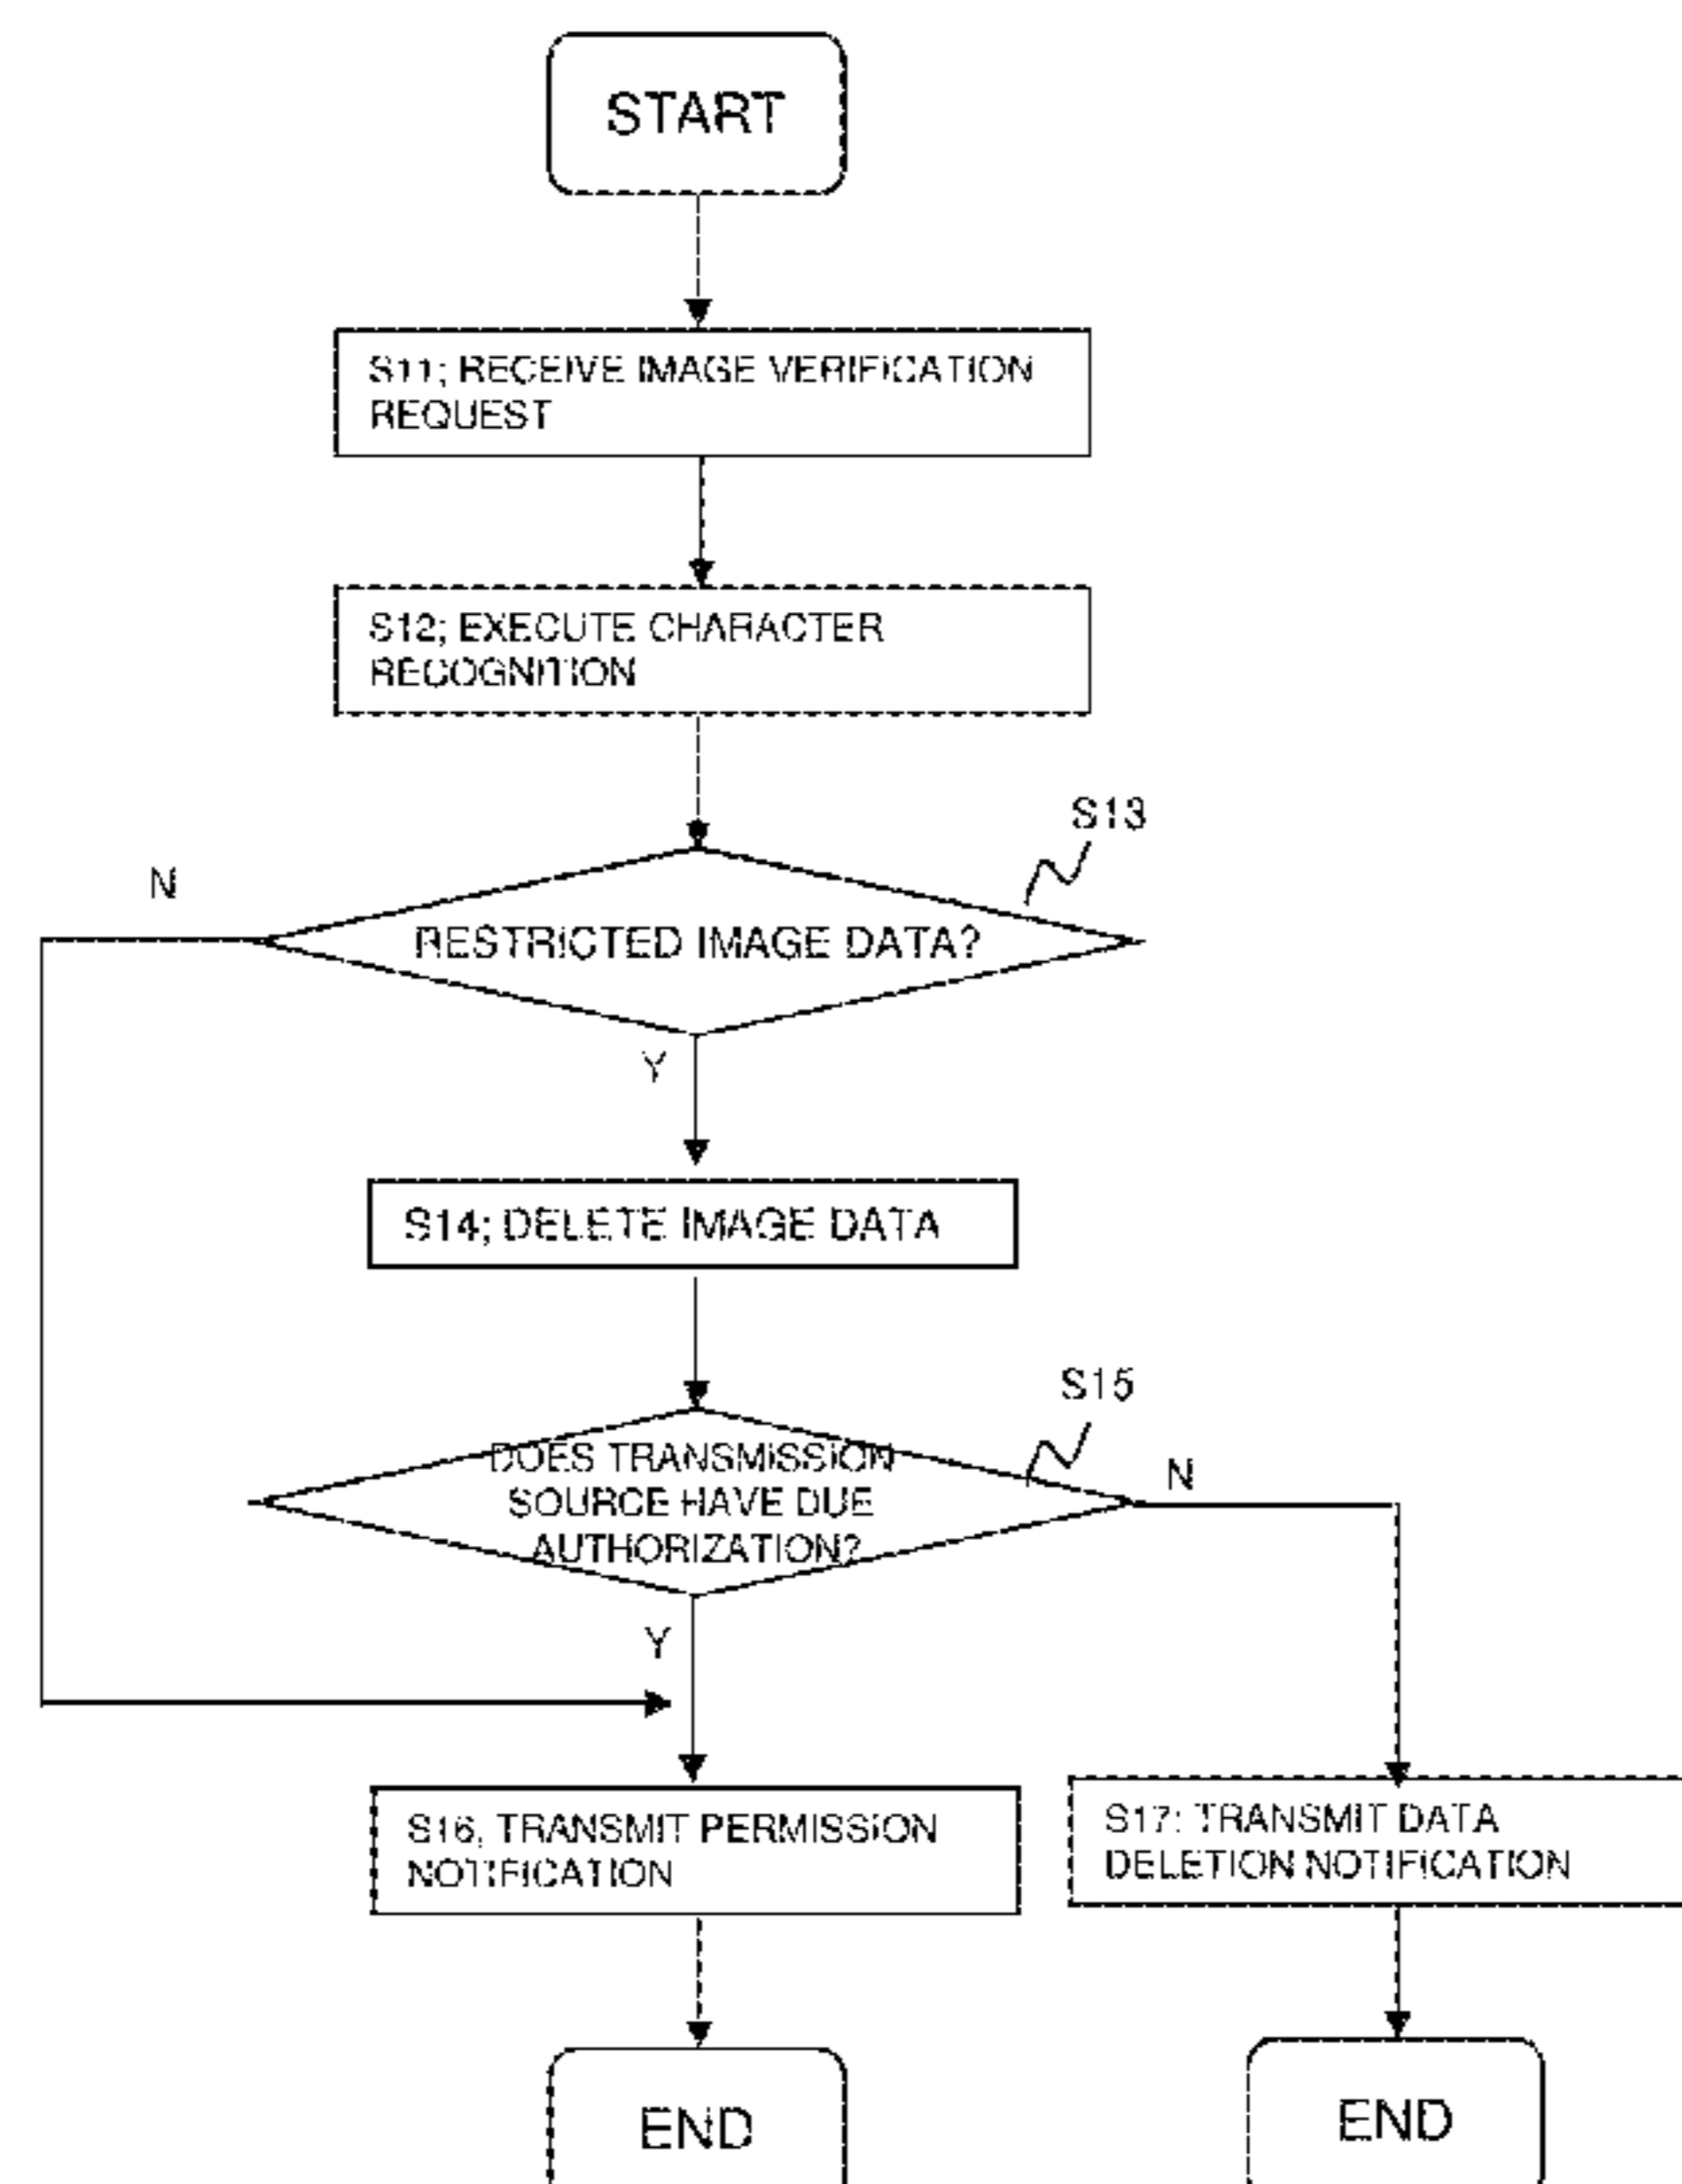 START
S11; RECEIVE IMAGE VERIFICATION
REQUEST
S12; EXECUTE CHARACTER
RECOGNITION
S13
N
RESTRICTED IMAGE DATA?
Y
S14; DELETE IMAGE DATA
S15
DOES TRANSMISSION
SOURCE HAVE DUE
AUTHORIZATION?
N
Y
S16, TRANSMIT PERMISSION
NOTIFICATION
S17: TRANSMIT DATA
DELETION NOTIFICATION
END
END